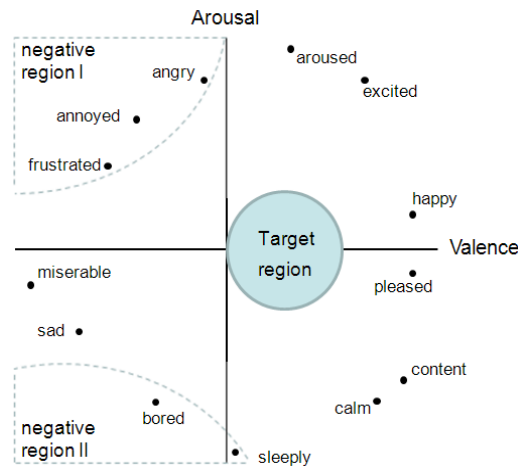 Arousal
negative
region I
angry
aroused
excited
annoyed
frustrated
happy
Target
region
Valence
miserable
pleased
sad
content
calm
bored
negative
region II
sleeply